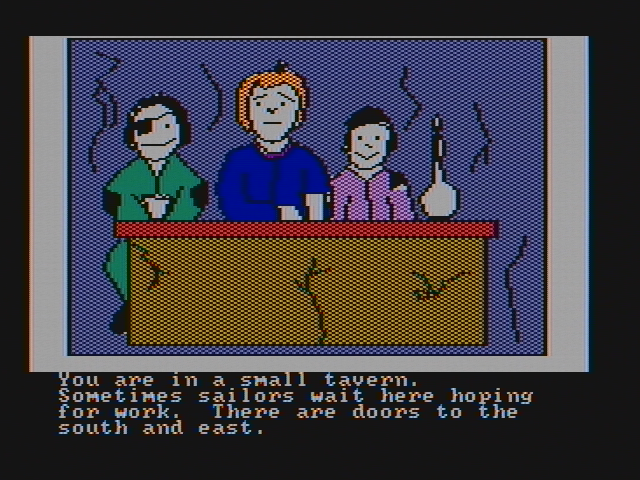 You are in a small tavern.
Sometimes sailors wait here hoping
for work.  There are doors to the
south and east.